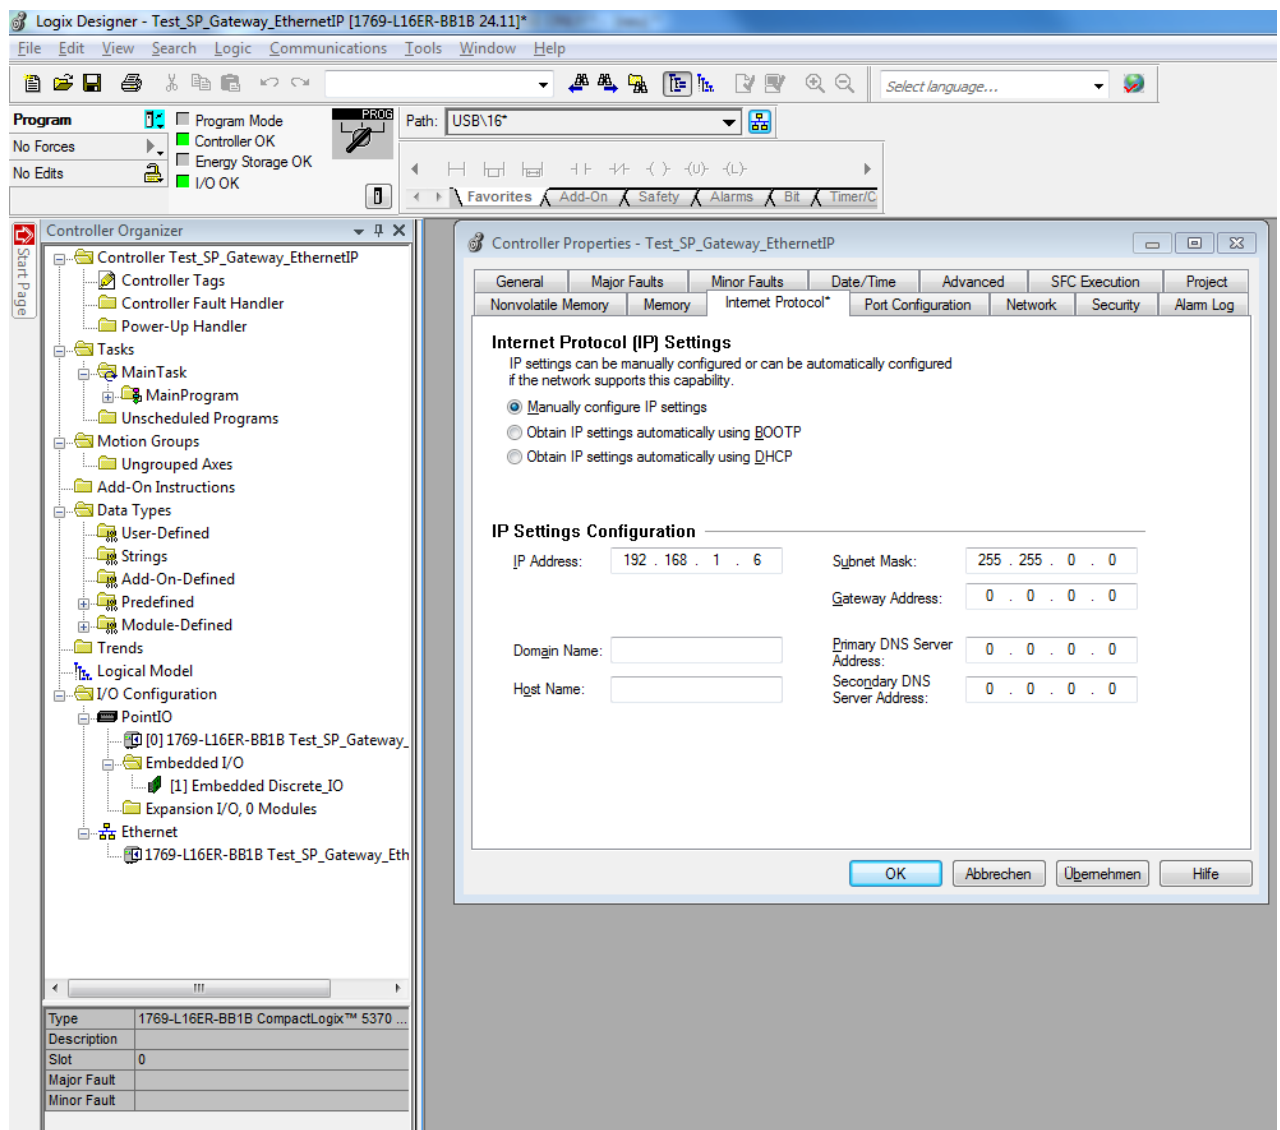 Logix Designer - Test_SP_Gateway_EthernetIP [1769-L16ER-BB1B 24.11]*
File Edit View Search Logic Communications Tools Window Help
Select language...
Program
Program Mode
PROG
Path: USB\16*
No Forces
Controller OK
Energy Storage OK
No Edits
I/O OK
Favorites Add-On Safety Alarms Bit Timer/C
Start Page
Controller Organizer
Controller Test_SP_Gateway_EthernetIP
Controller Tags
Controller Fault Handler
Power-Up Handler
Tasks
MainTask
MainProgram
Unscheduled Programs
Motion Groups
Ungrouped Axes
Add-On Instructions
Data Types
User-Defined
Strings
Add-On-Defined
Predefined
Module-Defined
Trends
Logical Model
I/O Configuration
PointIO
[0] 1769-L16ER-BB1B Test_SP_Gateway_
Embedded I/O
[1] Embedded Discrete_IO
Expansion I/O, 0 Modules
Ethernet
1769-L16ER-BB1B Test_SP_Gateway_Eth
Type 1769-L16ER-BB1B CompactLogix™ 5370 ...
Description
Slot 0
Major Fault
Minor Fault
Controller Properties - Test_SP_Gateway_EthernetIP
General Major Faults Minor Faults Date/Time Advanced SFC Execution Project
Nonvolatile Memory Memory Internet Protocol* Port Configuration Network Security Alarm Log
Internet Protocol (IP) Settings
IP settings can be manually configured or can be automatically configured
if the network supports this capability.
Manually configure IP settings
Obtain IP settings automatically using BOOTP
Obtain IP settings automatically using DHCP
IP Settings Configuration
IP Address: 192 . 168 . 1 . 6
Subnet Mask: 255 . 255 . 0 . 0
Gateway Address: 0 . 0 . 0 . 0
Domain Name:
Primary DNS Server
Address: 0 . 0 . 0 . 0
Host Name:
Secondary DNS
Server Address: 0 . 0 . 0 . 0
OK Abbrechen Übernehmen Hilfe